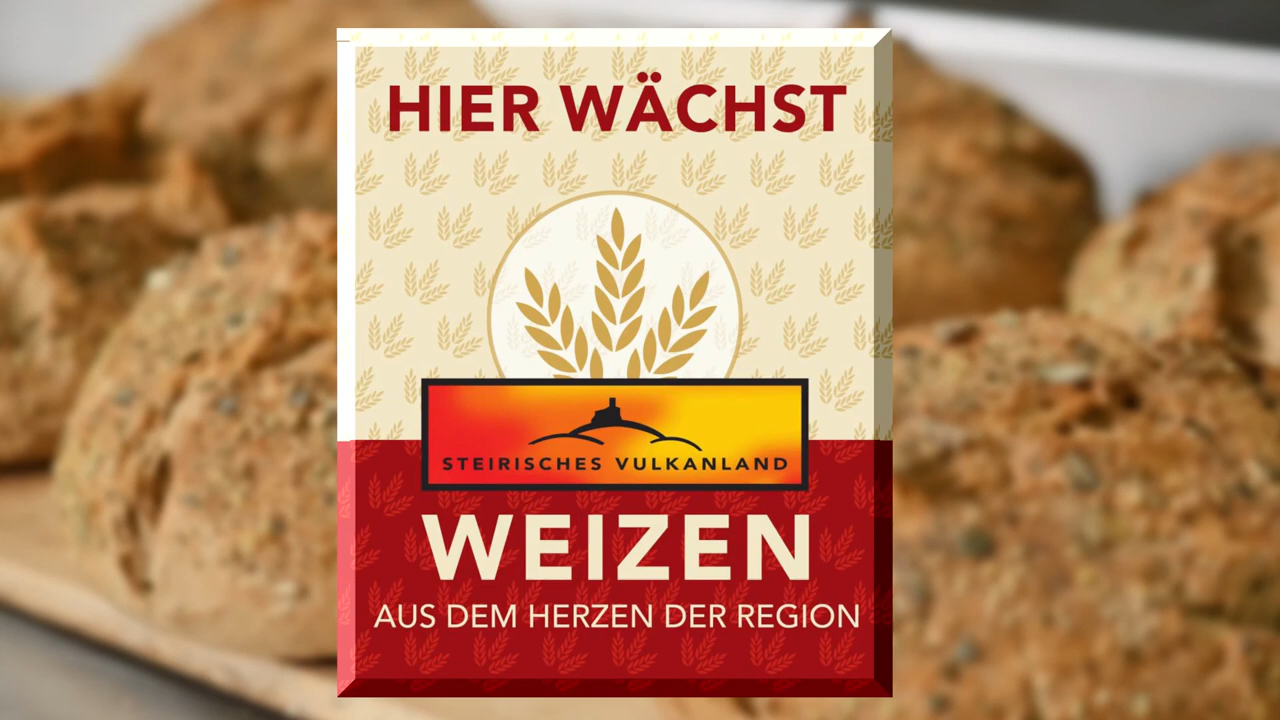 HIER WÄCHST
STEIRISCHES VULKANLAND
WEIZEN
AUS DEM HERZEN DER REGION